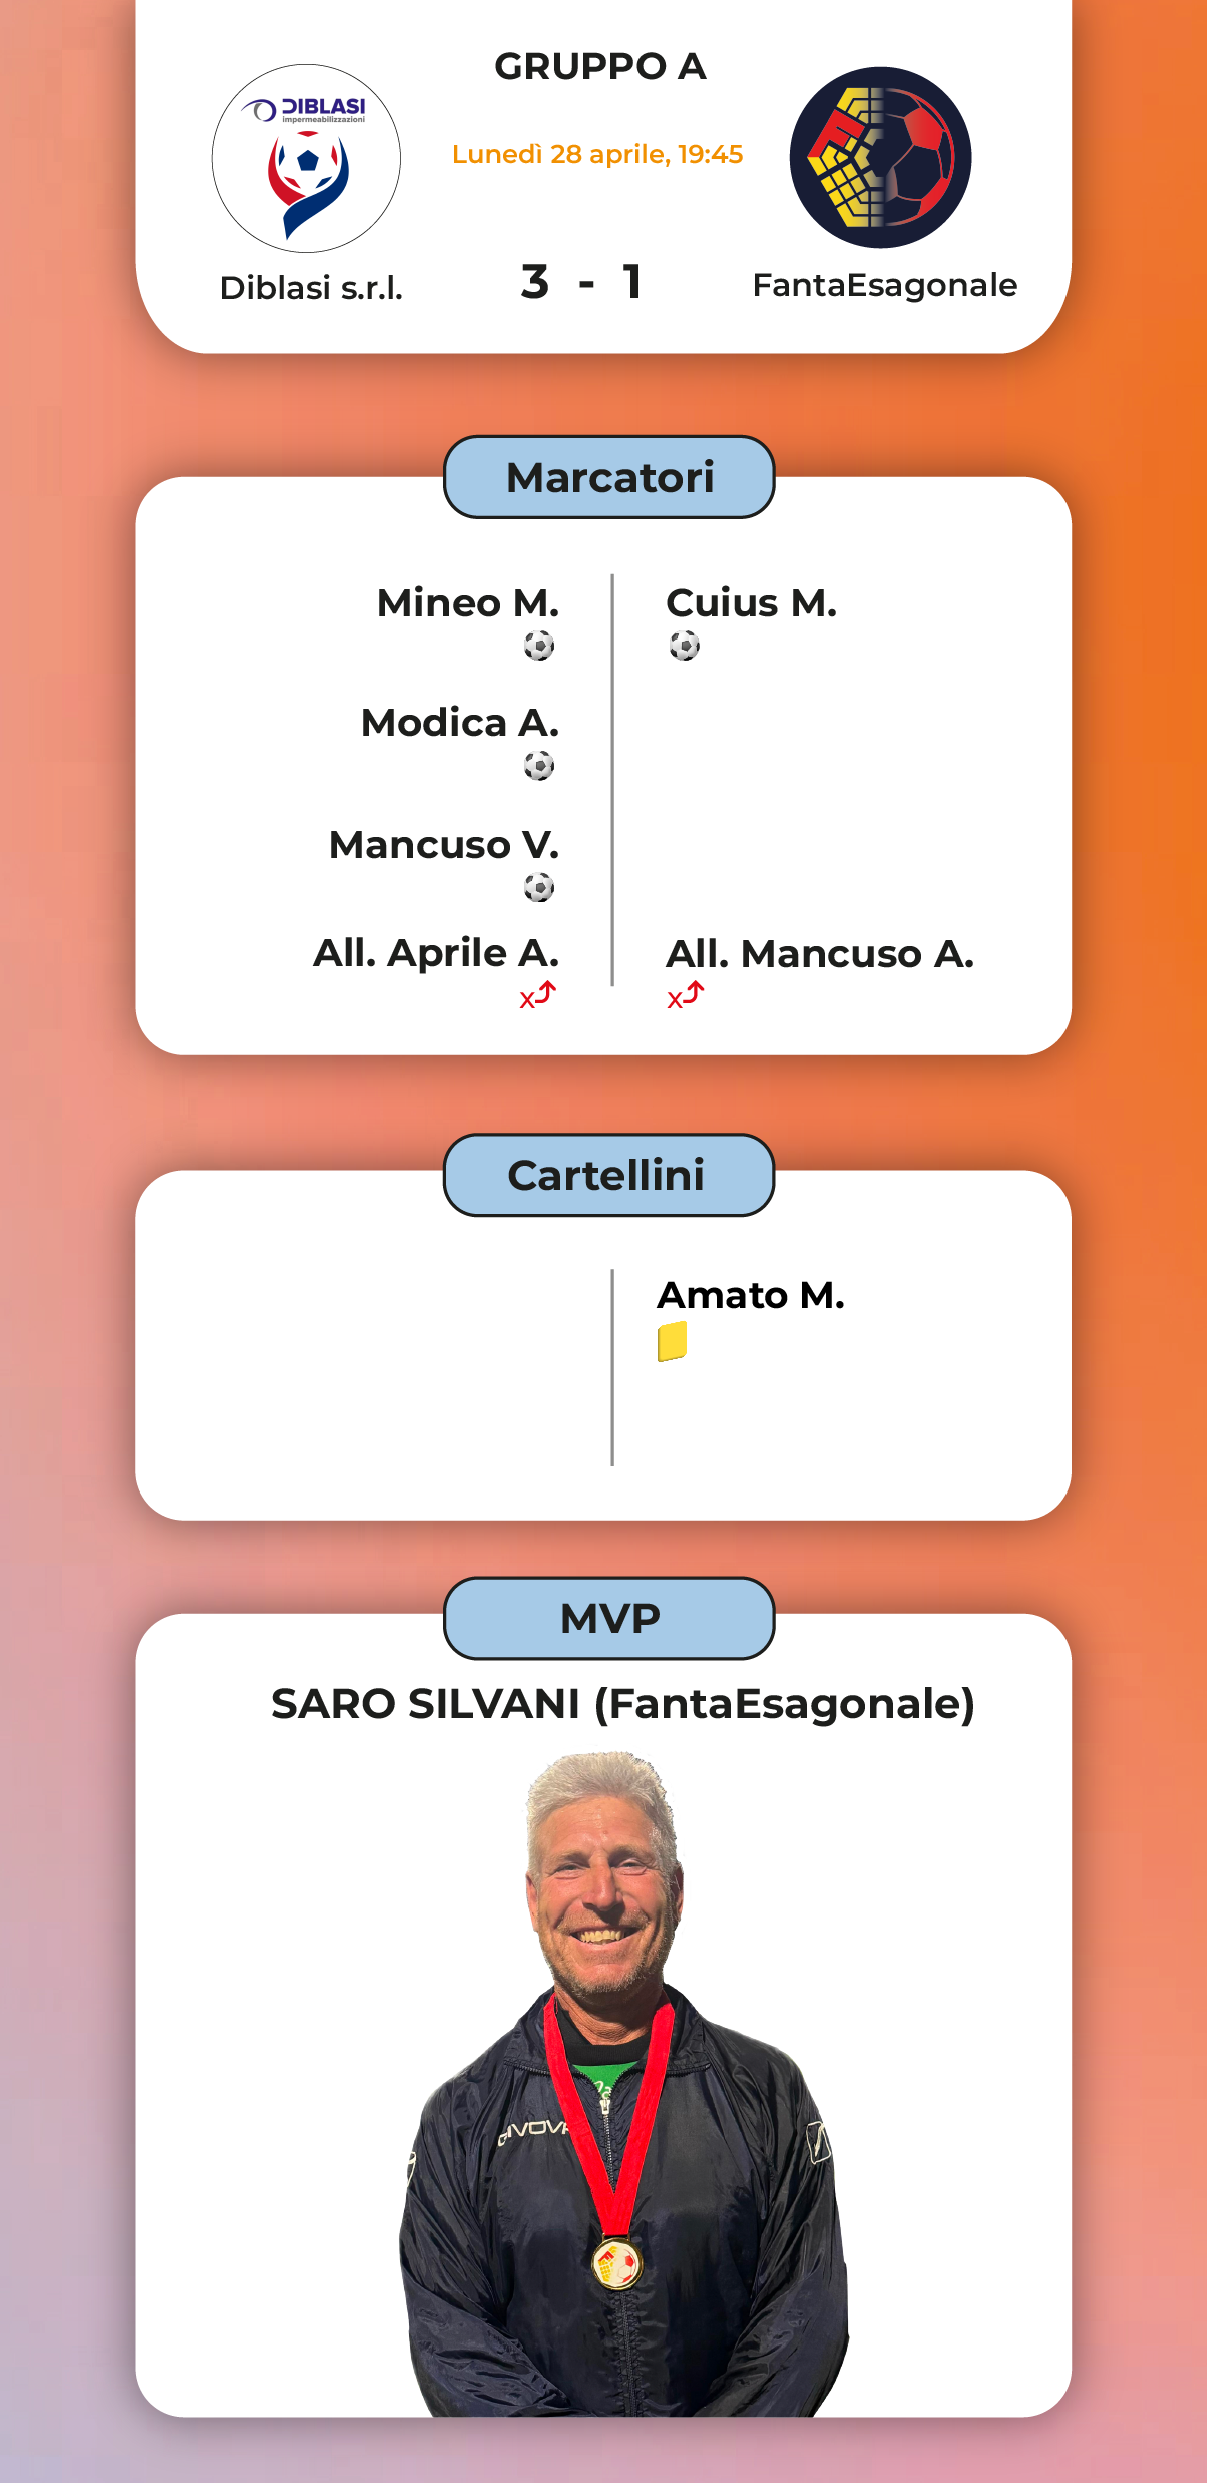 GRUPPO A
DIBLASI
impermeabilizzazioni
Lunedì 28 aprile, 19:45
Diblasi s.r.l.
3 - 1
FantaEsagonale
Marcatori
Mineo M.
Cuius M.
Modica A.
Mancuso V.
All. Aprile A.
All. Mancuso A.
x
x
Cartellini
Amato M.
MVP
SARO SILVANI (FantaEsagonale)